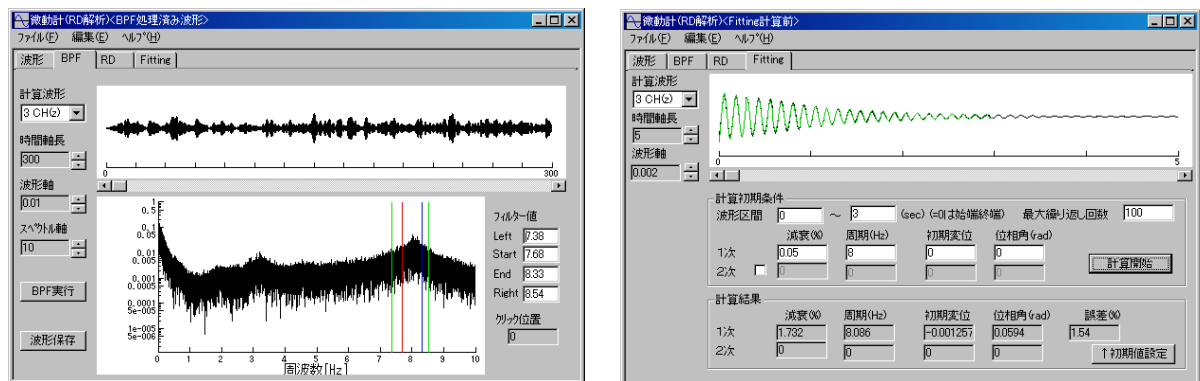 微動計(RD解析)<BPF処理済み波形>
ファイル(F) 編集(E) ヘルプ(H)
波形 BPF RD Fitting
計算波形
3 CH(z)
時間軸長
300
波形軸
0.01
スペクトル軸
10
BPF実行
波形保存
0 300
1
0.5
0.1
0.05
0.01
0.005
0.001
0.0005
0.0001
5e-005
1e-005
5e-006
0 1 2 3 4 5 6 7 8 9 10
周波数[Hz]
フィルター値
Left 7.38
Start 7.68
End 8.33
Right 8.54
クリック位置
0
微動計(RD解析)<Fitting計算前>
ファイル(F) 編集(E) ヘルプ(H)
波形 BPF RD Fitting
計算波形
3 CH(z)
時間軸長
5
波形軸
0.002
0 5
計算初期条件
波形区間 0 ～ 3 (sec) (=0は始端終端) 最大繰り返し回数 100
減衰(%) 周期(Hz) 初期変位 位相角(rad)
1次 0.05 8 0 0
2次 0 0 0 0
計算開始
計算結果
減衰(%) 周期(Hz) 初期変位 位相角(rad) 誤差(%)
1次 1.732 8.086 -0.001257 0.0594 1.54
2次 0 0 0 0
↑初期値設定